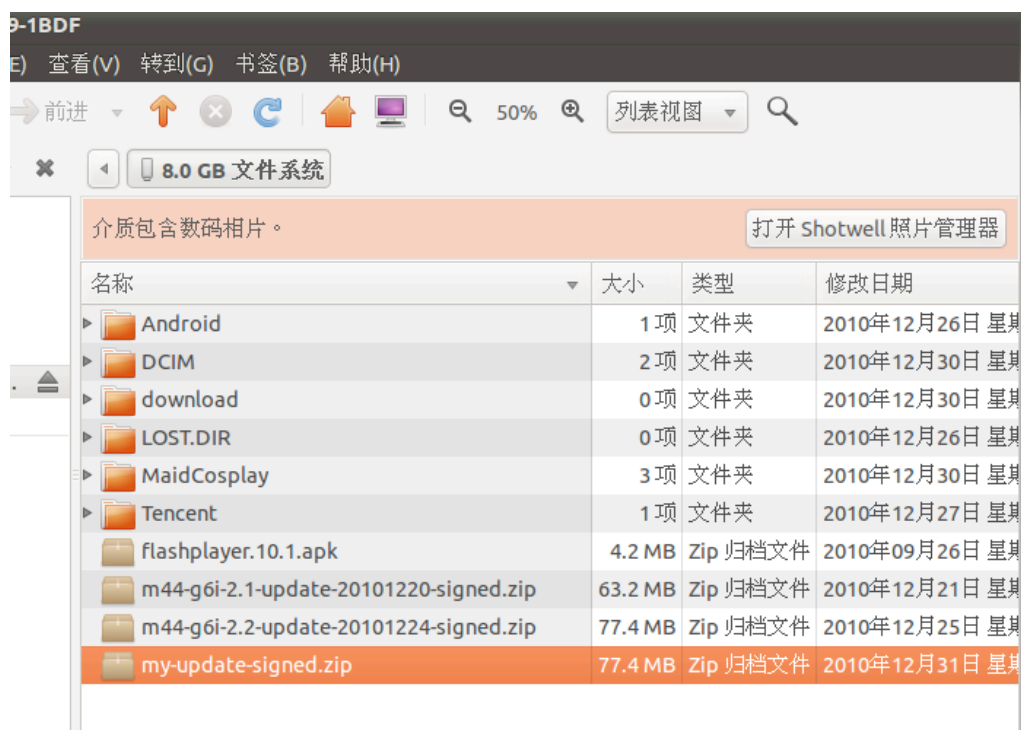 9-1BDF
E) 查看(V) 转到(G) 书签(B) 帮助(H)
前进 50% 列表视图
8.0 GB 文件系统
介质包含数码相片。 打开 Shotwell 照片管理器
名称 大小 类型 修改日期
Android 1项 文件夹 2010年12月26日 星期
DCIM 2项 文件夹 2010年12月30日 星期
download 0项 文件夹 2010年12月30日 星期
LOST.DIR 0项 文件夹 2010年12月26日 星期
MaidCosplay 3项 文件夹 2010年12月30日 星期
Tencent 1项 文件夹 2010年12月27日 星期
flashplayer.10.1.apk 4.2 MB Zip 归档文件 2010年09月26日 星期
m44-g6i-2.1-update-20101220-signed.zip 63.2 MB Zip 归档文件 2010年12月21日 星期
m44-g6i-2.2-update-20101224-signed.zip 77.4 MB Zip 归档文件 2010年12月25日 星期
my-update-signed.zip 77.4 MB Zip 归档文件 2010年12月31日 星期